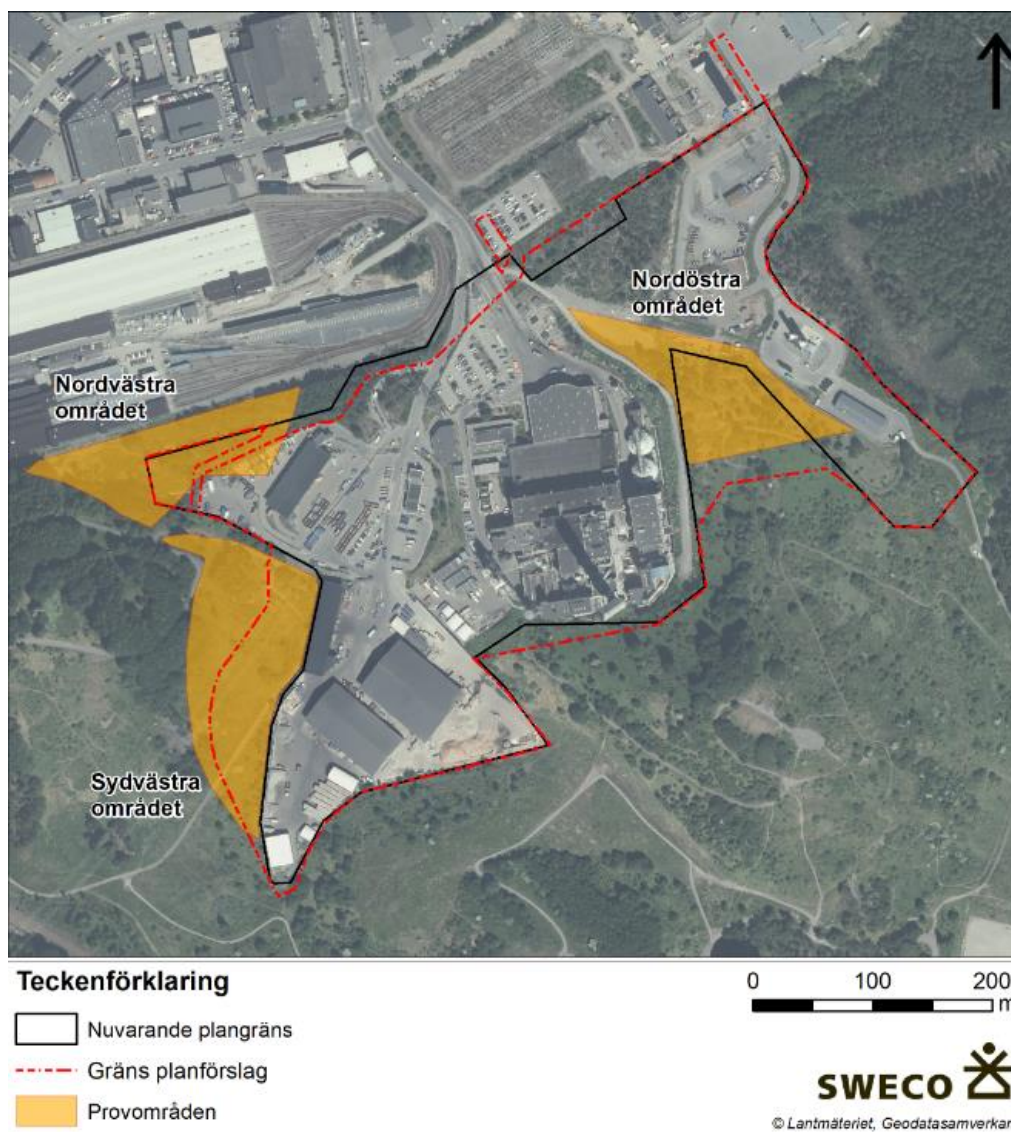 Nordöstra
området
Nordvästra
området
Sydvästra
området
Teckenförklaring
Nuvarande plangräns
Gräns planförslag
Provområden
0 100 200
m
SWECO
© Lantmäteriet, Geodatasamverkan